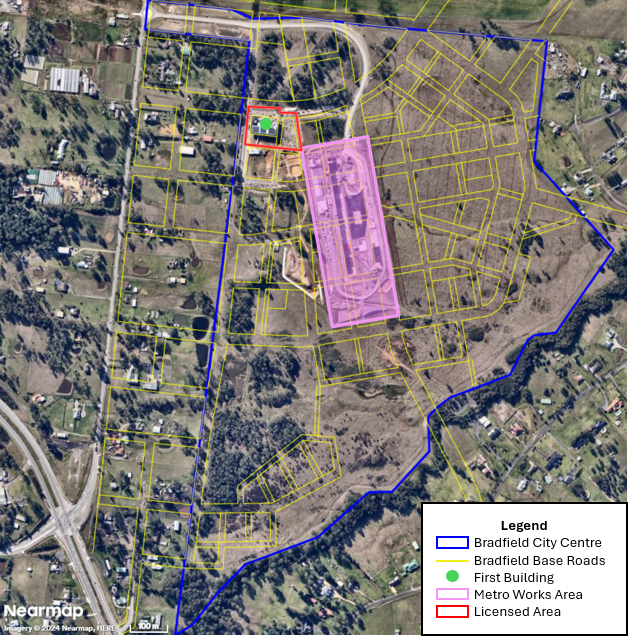 Legend
Bradfield City Centre
Bradfield Base Roads
First Building
Metro Works Area
Licensed Area
Nearmap
100 m
Imagery © 2024 Nearmap, HERE